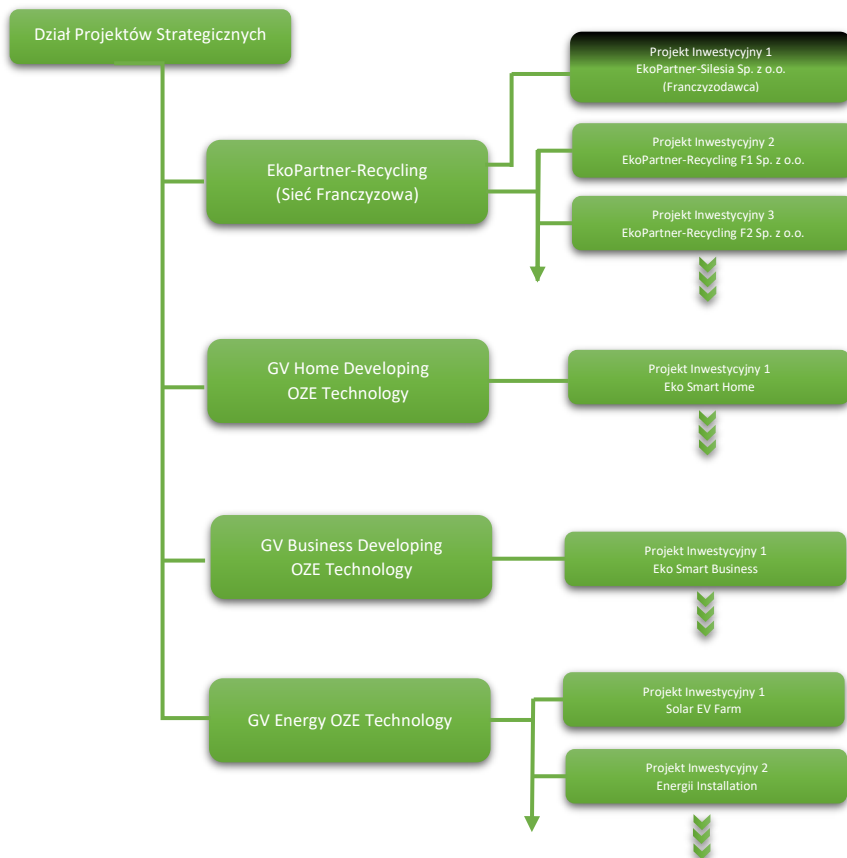 Dział Projektów Strategicznych
Projekt Inwestycyjny 1
EkoPartner-Silesia Sp. z o.o.
(Franczyzodawca)
EkoPartner-Recycling
(Sieć Franczyzowa)
Projekt Inwestycyjny 2
EkoPartner-Recycling F1 Sp. z o.o.
Projekt Inwestycyjny 3
EkoPartner-Recycling F2 Sp. z o.o.
GV Home Developing
OZE Technology
Projekt Inwestycyjny 1
Eko Smart Home
GV Business Developing
OZE Technology
Projekt Inwestycyjny 1
Eko Smart Business
GV Energy OZE Technology
Projekt Inwestycyjny 1
Solar EV Farm
Projekt Inwestycyjny 2
Energii Installation